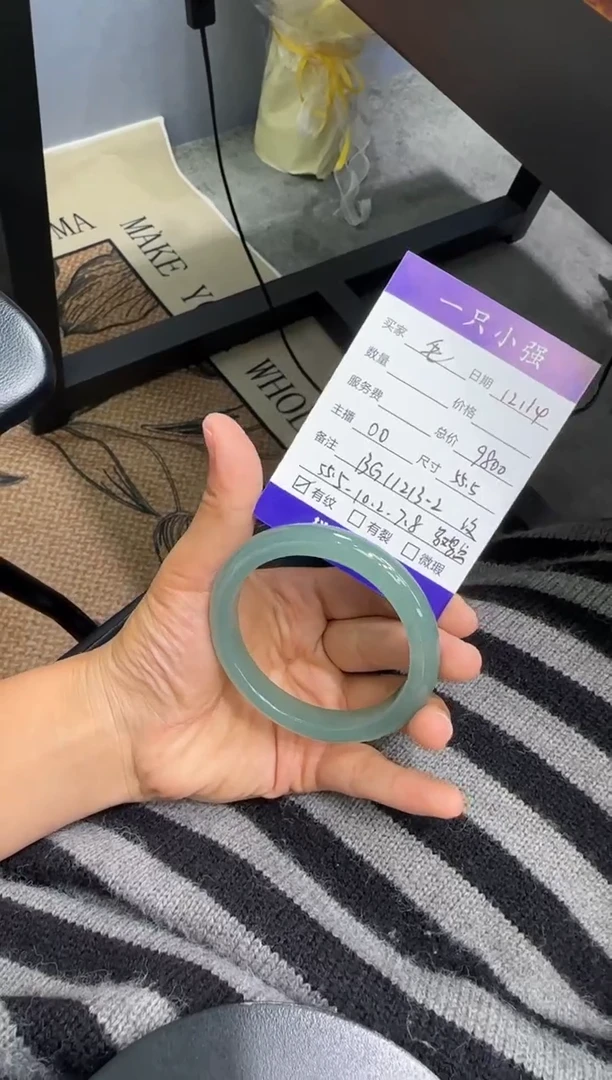 MA
MAKE Y
WHOL
一只小强
买家 日期 12.14
数量 价格
服务费 总价 9800
主播 00 尺寸 55.5
备注 BG11213-2
55.5-10.2-7.8
有纹 有裂 微瑕